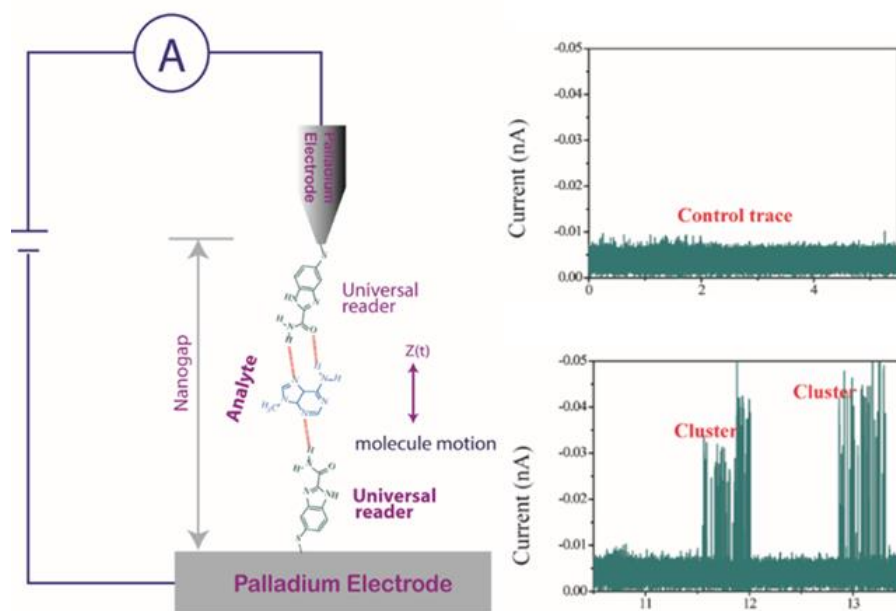 A
Palladium
Electrode
Nanogap
Universal
reader
H
N
N
H
N
H
O
Analyte
Z(t)
H
N
H
N
N
H₃C
N
N
N
molecule motion
H
H
N
O
N
NH
Universal
reader
S
Palladium Electrode
Current (nA)
-0.05
-0.04
-0.03
-0.02
-0.01
0.00
Control trace
0
2
4
Current (nA)
-0.05
-0.04
-0.03
-0.02
-0.01
0.00
Cluster
Cluster
11
12
13